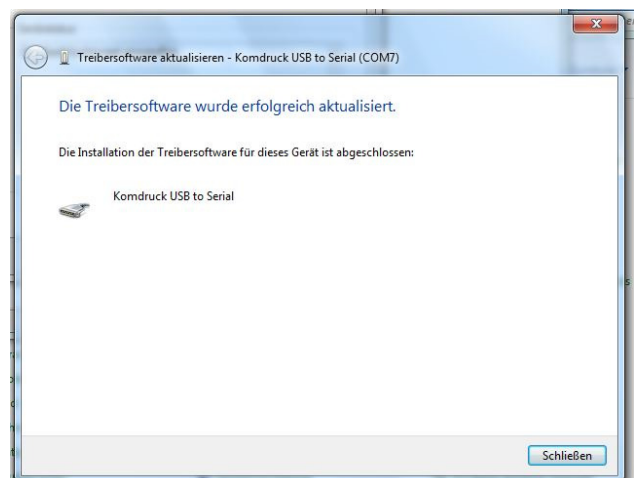 Treibersoftware aktualisieren - Komdruck USB to Serial (COM7)
Die Treibersoftware wurde erfolgreich aktualisiert.
Die Installation der Treibersoftware für dieses Gerät ist abgeschlossen:
Komdruck USB to Serial
Schließen